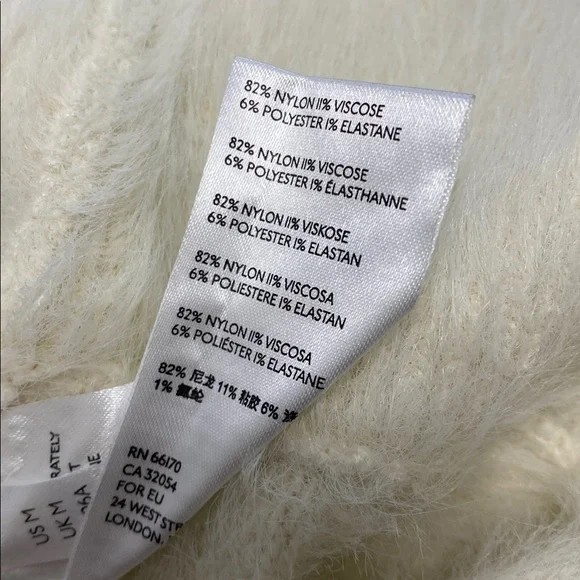 82% NYLON 11% VISCOSE
6% POLYESTER 1% ELASTANE
82% NYLON 11% VISCOSE
6% POLYESTER 1% ÉLASTHANNE
82% NYLON 11% VISKOSE
6% POLYESTER 1% ELASTAN
82% NYLON 11% VISCOSA
6% POLIESTERE 1% ELASTAN
82% NYLON 11% VISCOSA
6% POLIÉSTER 1% ELASTANE
82% 尼龙 11% 粘胶 6%
1% 氨纶
RN 66170
CA 32054
FOR EU
24 WEST
LONDON
US M
UK M